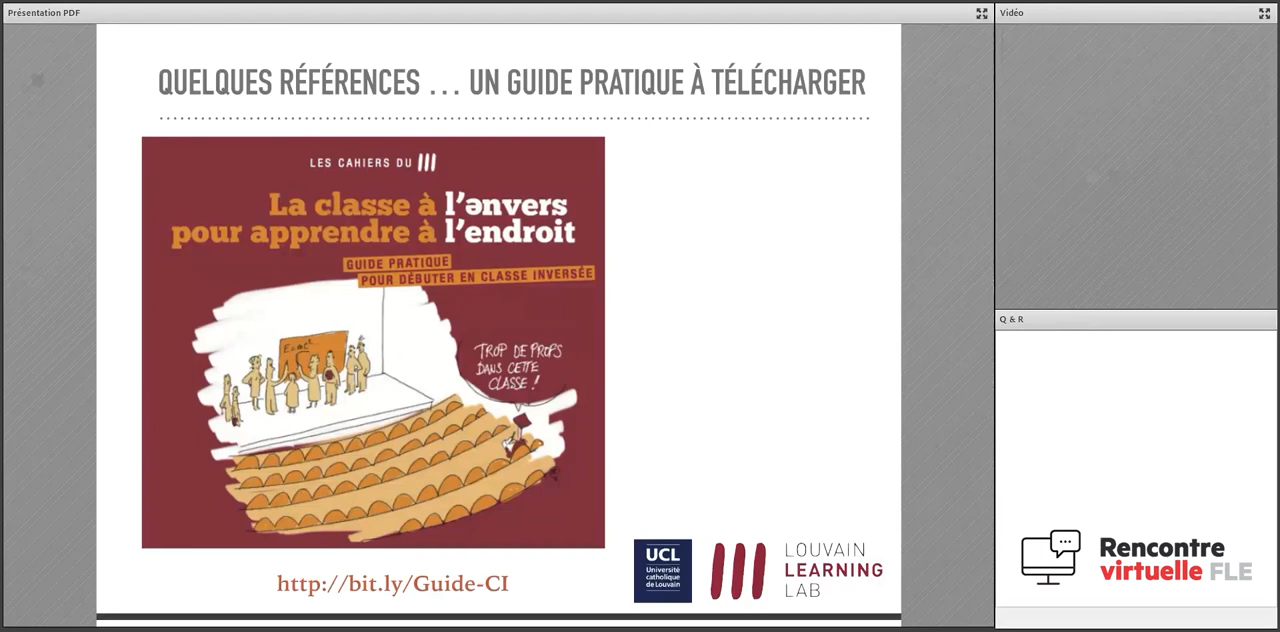 Présentation PDF
QUELQUES RÉFÉRENCES ... UN GUIDE PRATIQUE À TÉLÉCHARGER
LES CAHIERS DU
La classe à l'ənvers
pour apprendre à l'endroit
GUIDE PRATIQUE
POUR DÉBUTER EN CLASSE INVERSÉE
E=mc²
TROP DE PROFS
DANS CETTE
CLASSE !
http://bit.ly/Guide-CI
UCL
Université
catholique
de Louvain
LOUVAIN
LEARNING
LAB
Vidéo
Q & R
Rencontre
virtuelle FLE